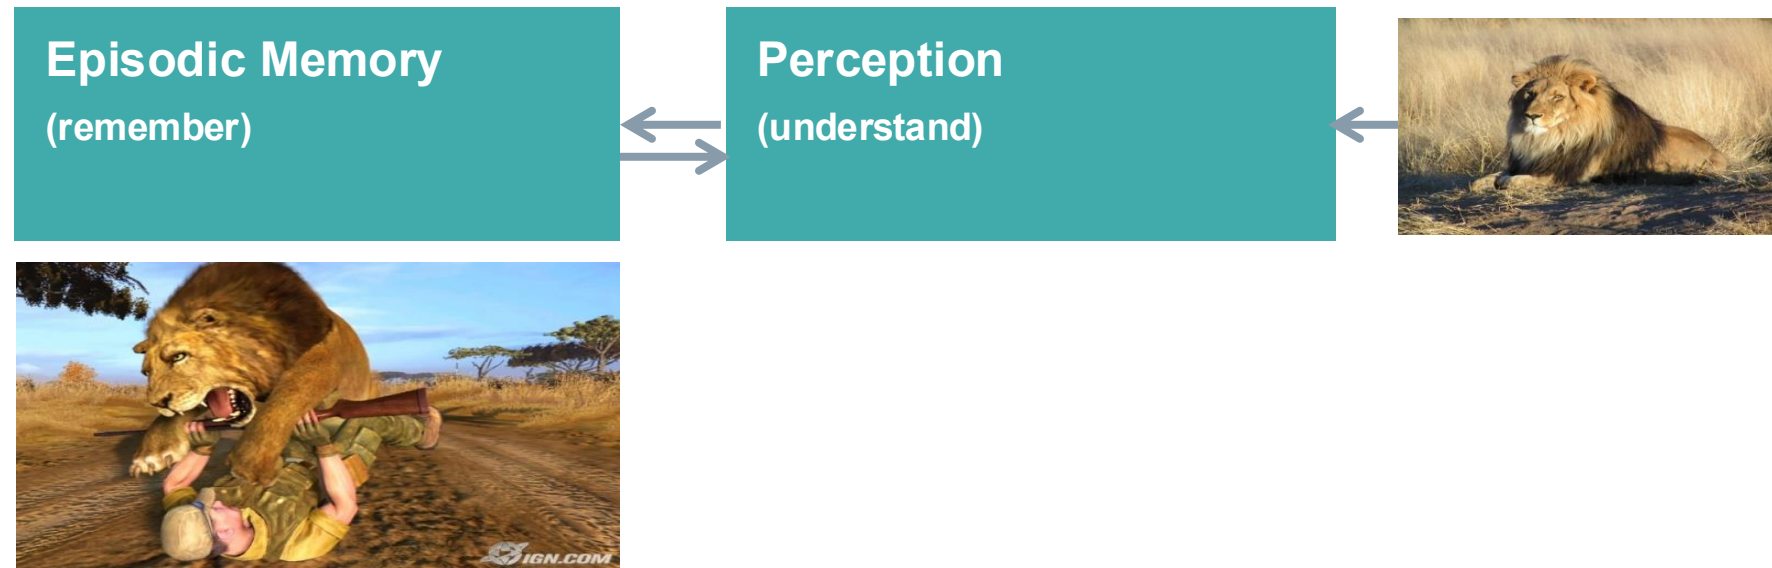 Episodic Memory
(remember)
Perception
(understand)
IGN.COM